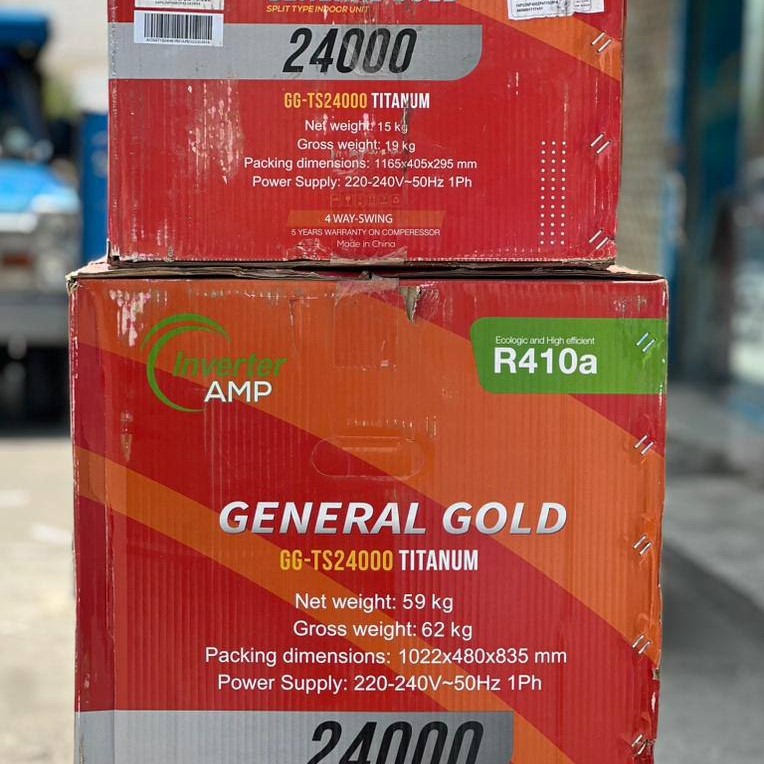 SPLIT TYPE INDOOR UNIT
24000
GG-TS24000 TITANUM
Net weight: 15 kg
Gross weight: 19 kg
Packing dimensions: 1165x405x295 mm
Power Supply: 220-240V~50Hz 1Ph
4 WAY-SWING
5 YEARS WARRANTY ON COMPERESSOR
Made in China
Inverter
AMP
Ecologic and High efficient
R410a
GENERAL GOLD
GG-TS24000 TITANUM
Net weight: 59 kg
Gross weight: 62 kg
Packing dimensions: 1022x480x835 mm
Power Supply: 220-240V~50Hz 1Ph
24000